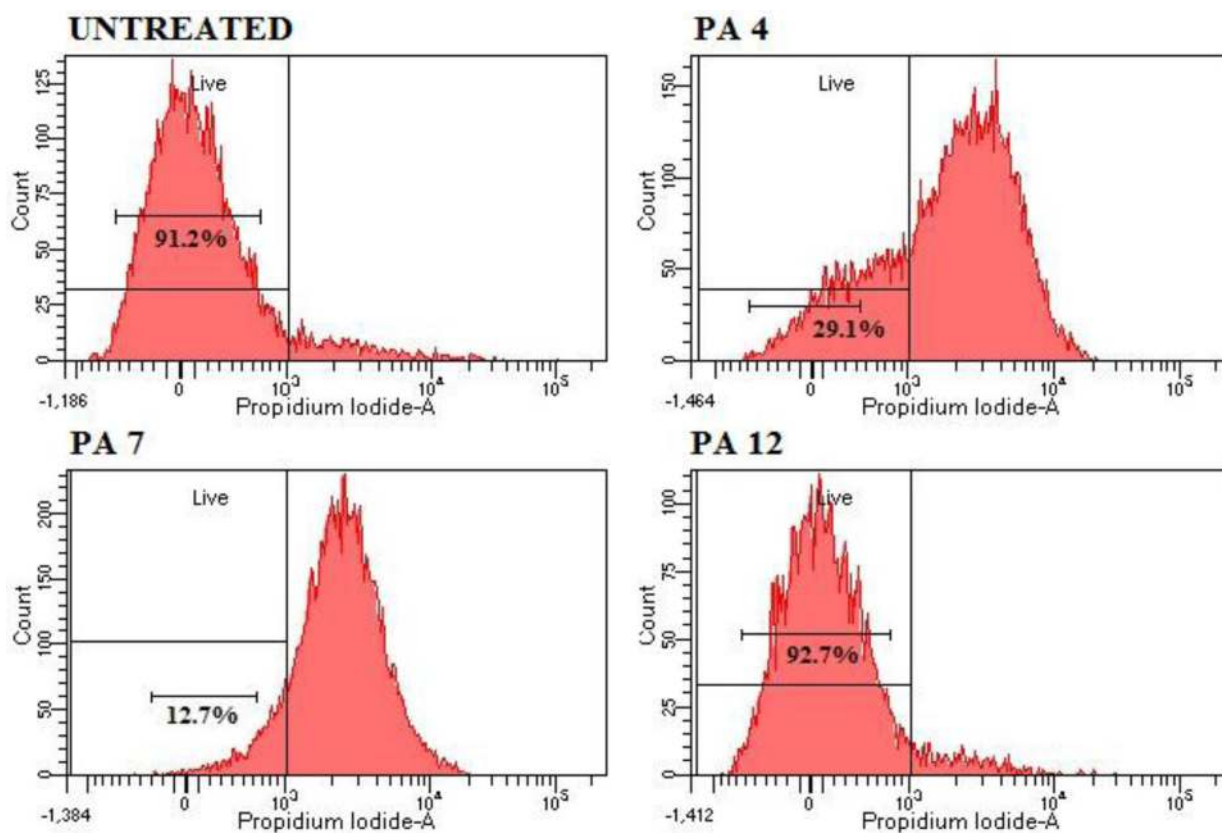 UNTREATED
Live
Count
125
100
75
50
25
0
91.2%
-1,186
0
10³
10⁴
10⁵
Propidium Iodide-A
PA 4
Live
Count
150
100
50
0
29.1%
-1,464
0
10³
10⁴
10⁵
Propidium Iodide-A
PA 7
Live
Count
200
150
100
50
0
12.7%
-1,384
0
10³
10⁴
10⁵
Propidium Iodide-A
PA 12
Live
Count
100
75
50
25
0
92.7%
-1,412
0
10³
10⁴
10⁵
Propidium Iodide-A